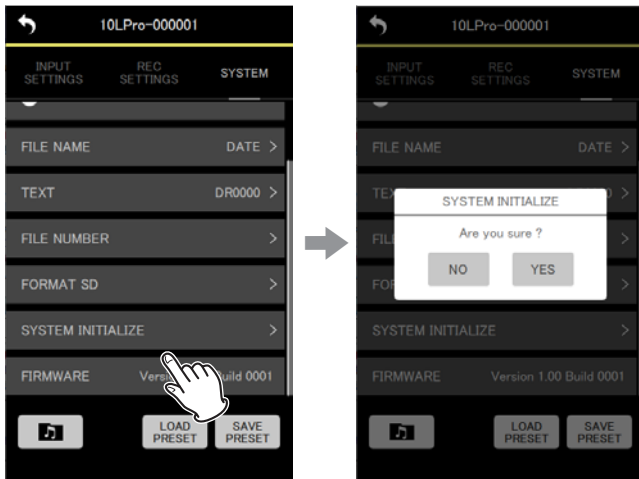 10LPro-000001
INPUT SETTINGS REC SETTINGS SYSTEM
FILE NAME DATE >
TEXT DR0000 >
FILE NUMBER >
FORMAT SD >
SYSTEM INITIALIZE >
FIRMWARE uild 0001
LOAD PRESET SAVE PRESET
10LPro-000001
INPUT SETTINGS REC SETTINGS SYSTEM
FILE NAME DATE >
SYSTEM INITIALIZE
Are you sure ?
NO YES
SYSTEM INITIALIZE >
FIRMWARE Version 1.00 Build 0001
LOAD PRESET SAVE PRESET